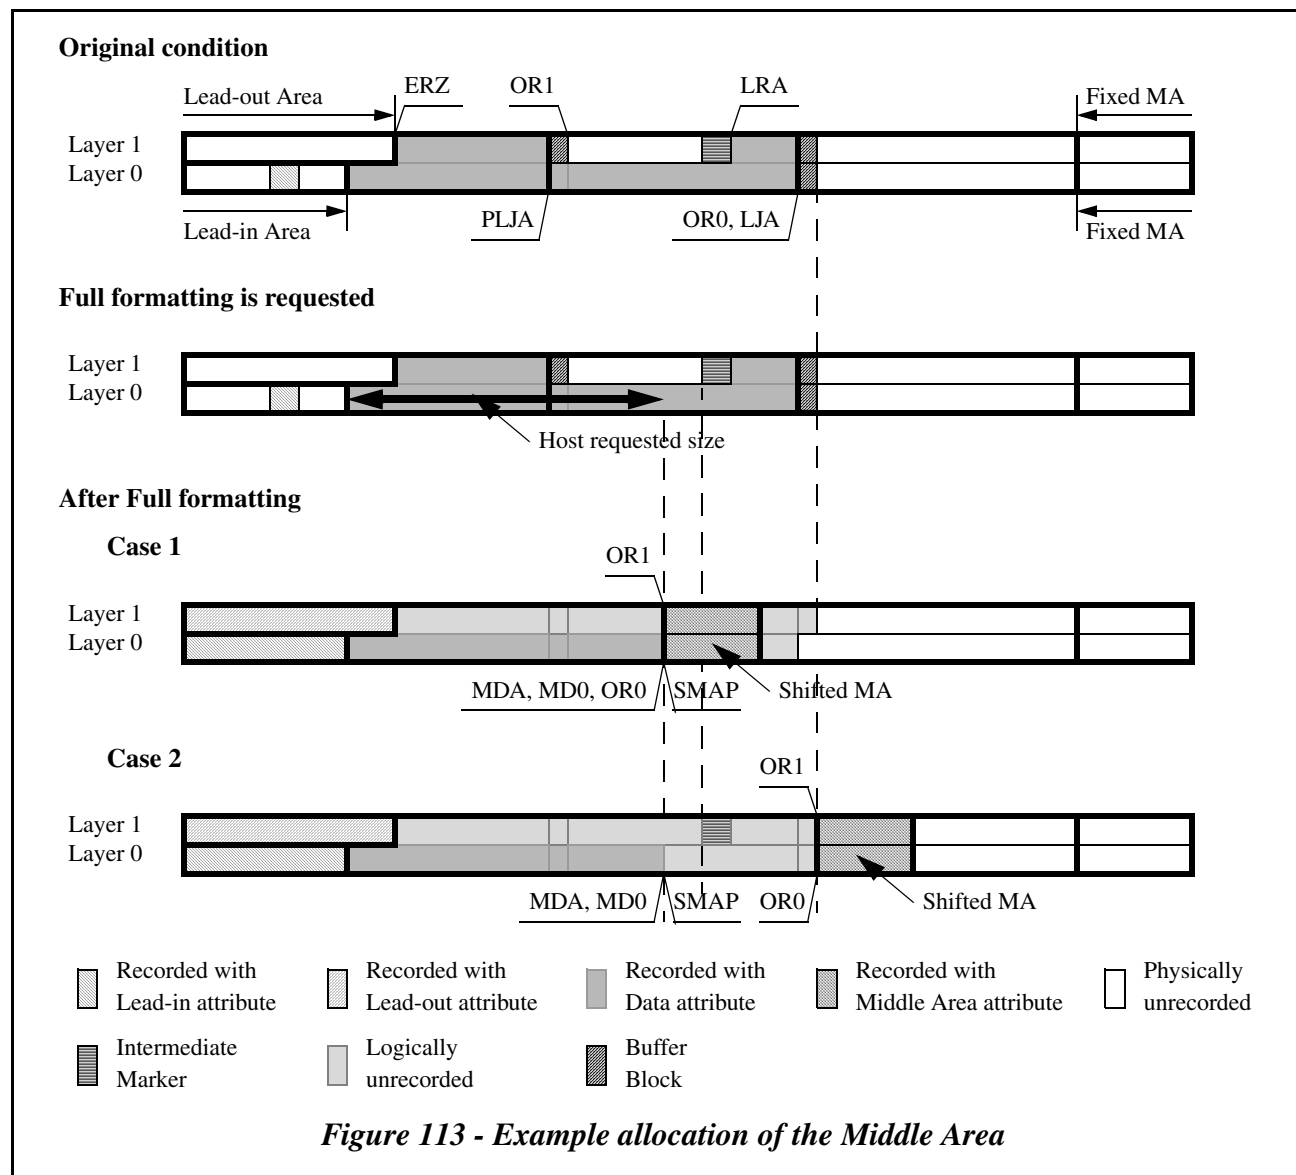 Original condition
Lead-out Area
ERZ
OR1
LRA
Fixed MA
Layer 1
Layer 0
Lead-in Area
PLJA
OR0, LJA
Fixed MA
Full formatting is requested
Layer 1
Layer 0
Host requested size
After Full formatting
Case 1
OR1
Layer 1
Layer 0
MDA, MD0, OR0
SMAP
Shifted MA
Case 2
OR1
Layer 1
Layer 0
MDA, MD0
SMAP
OR0
Shifted MA
Recorded with
Lead-in attribute
Recorded with
Lead-out attribute
Recorded with
Data attribute
Recorded with
Middle Area attribute
Physically
unrecorded
Intermediate
Marker
Logically
unrecorded
Buffer
Block
Figure 113 - Example allocation of the Middle Area